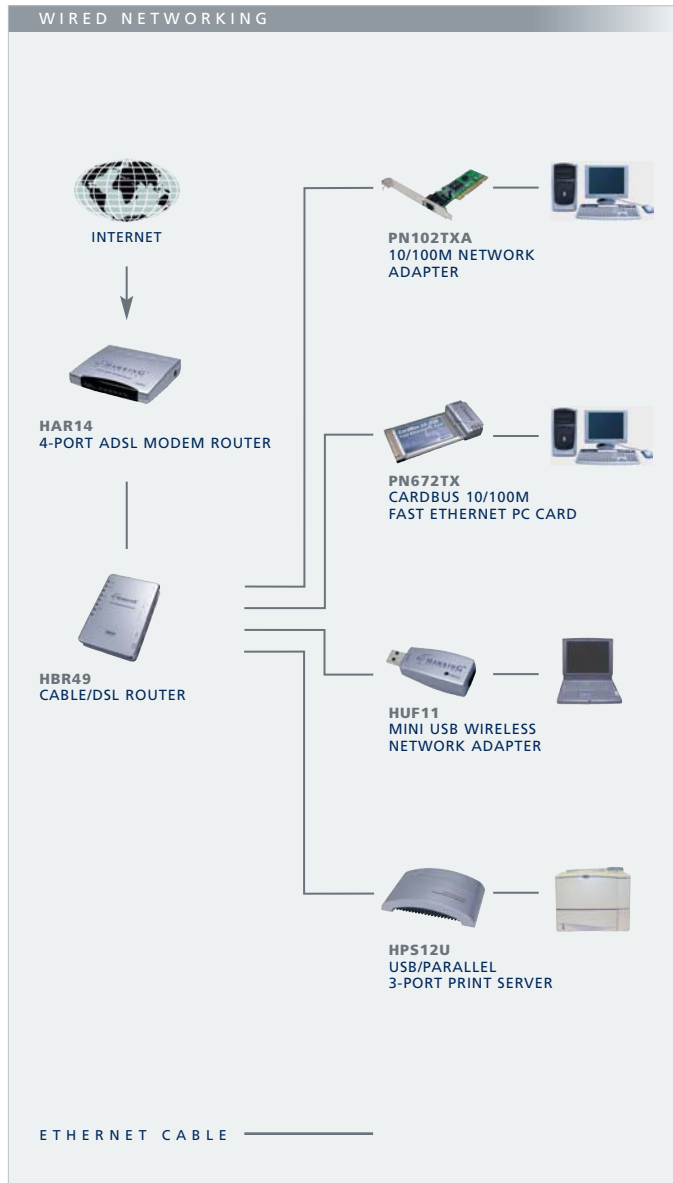 WIRED NETWORKING
INTERNET
HAR14
4-PORT ADSL MODEM ROUTER
HBR49
CABLE/DSL ROUTER
PN102TXA
10/100M NETWORK
ADAPTER
PN672TX
CARDBUS 10/100M
FAST ETHERNET PC CARD
HUF11
MINI USB WIRELESS
NETWORK ADAPTER
HPS12U
USB/PARALLEL
3-PORT PRINT SERVER
ETHERNET CABLE